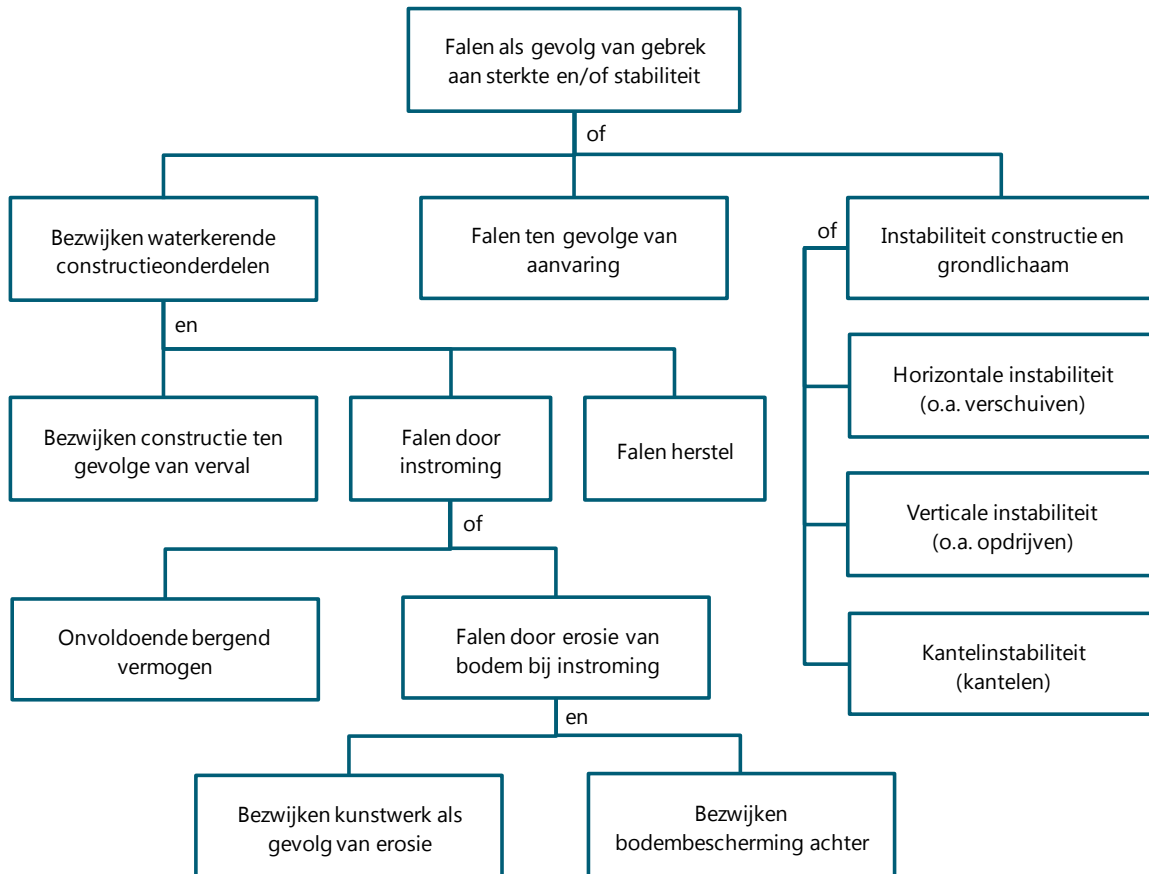 Falen als gevolg van gebrek
aan sterkte en/of stabiliteit
of
Bezwijken waterkerende
constructieonderdelen
Falen ten gevolge van
aanvaring
of
Instabiliteit constructie en
grondlichaam
en
Horizontale instabiliteit
(o.a. verschuiven)
Bezwijken constructie ten
gevolge van verval
Falen door
instroming
Falen herstel
Verticale instabiliteit
(o.a. opdrijven)
of
Onvoldoende bergend
vermogen
Falen door erosie van
bodem bij instroming
Kantelinstabiliteit
(kantelen)
en
Bezwijken kunstwerk als
gevolg van erosie
Bezwijken
bodembescherming achter